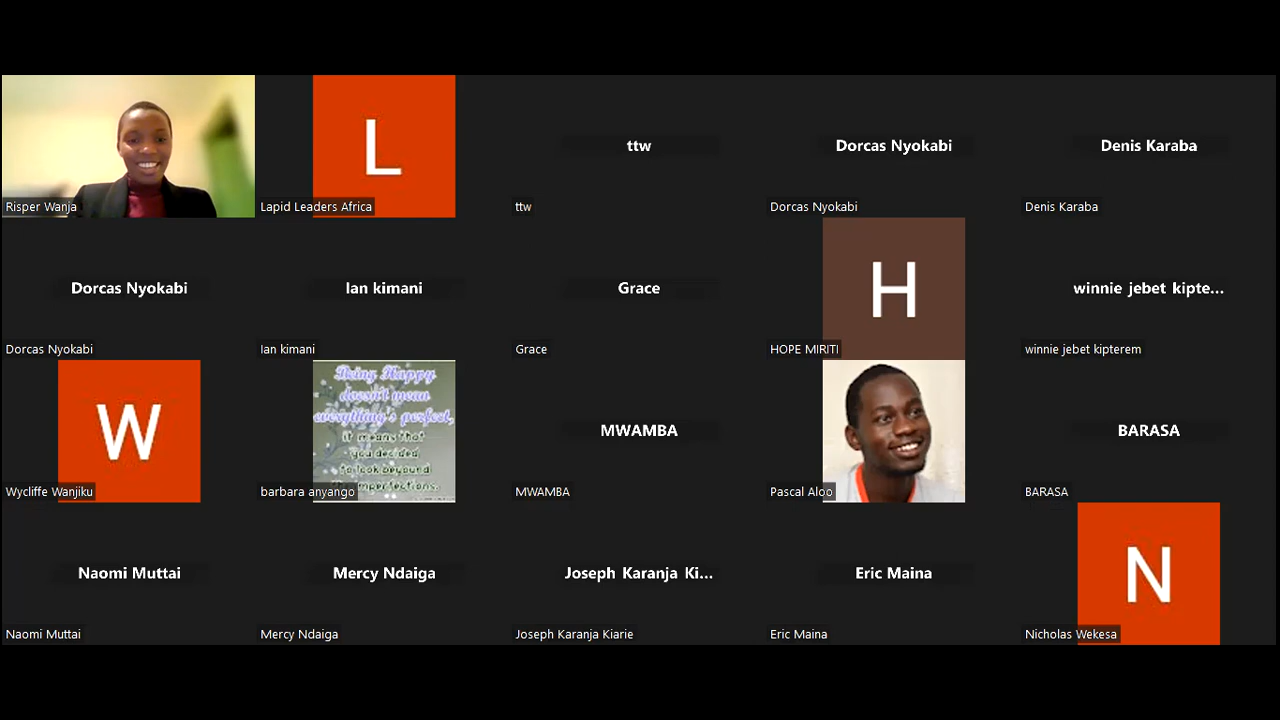 Risper Wanja
L
Lapid Leaders Africa
ttw
ttw
Dorcas Nyokabi
Dorcas Nyokabi
Denis Karaba
Denis Karaba
Dorcas Nyokabi
Dorcas Nyokabi
Ian kimani
Ian kimani
Grace
Grace
H
HOPE MIRITI
winnie jebet kipte...
winnie jebet kipterem
W
Wycliffe Wanjiku
Being Happy
doesn't mean
everything's perfect,
it means that
you decided
to look beyound
imperfections.
barbara anyango
MWAMBA
MWAMBA
Pascal Aloo
BARASA
BARASA
Naomi Muttai
Naomi Muttai
Mercy Ndaiga
Mercy Ndaiga
Joseph Karanja Ki...
Joseph Karanja Kiarie
Eric Maina
Eric Maina
N
Nicholas Wekesa